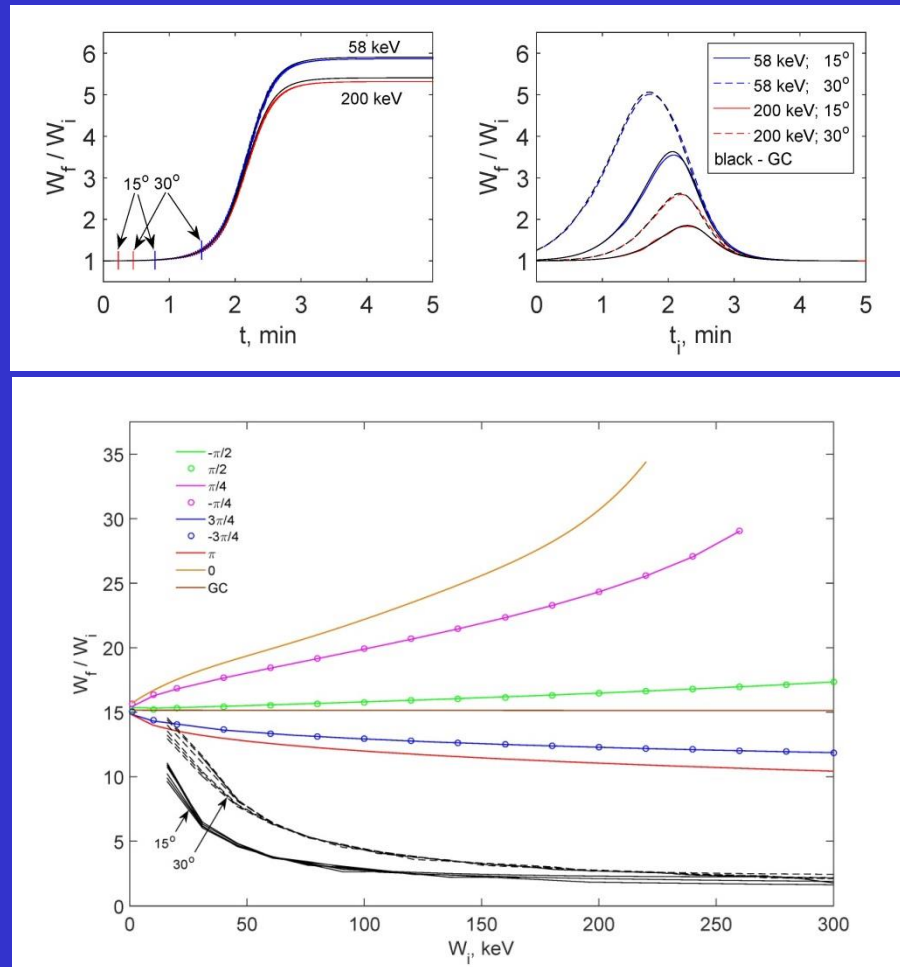 W_f / W_i
6
5
4
3
2
1
58 keV
200 keV
15° 30°
0 1 2 3 4 5
t, min
W_f / W_i
6
5
4
3
2
1
58 keV; 15°
58 keV; 30°
200 keV; 15°
200 keV; 30°
black - GC
0 1 2 3 4 5
t_i, min
W_f / W_i
35
30
25
20
15
10
5
0
-π/2
π/2
π/4
-π/4
3π/4
-3π/4
π
0
GC
15°
30°
0 50 100 150 200 250 300
W_i, keV